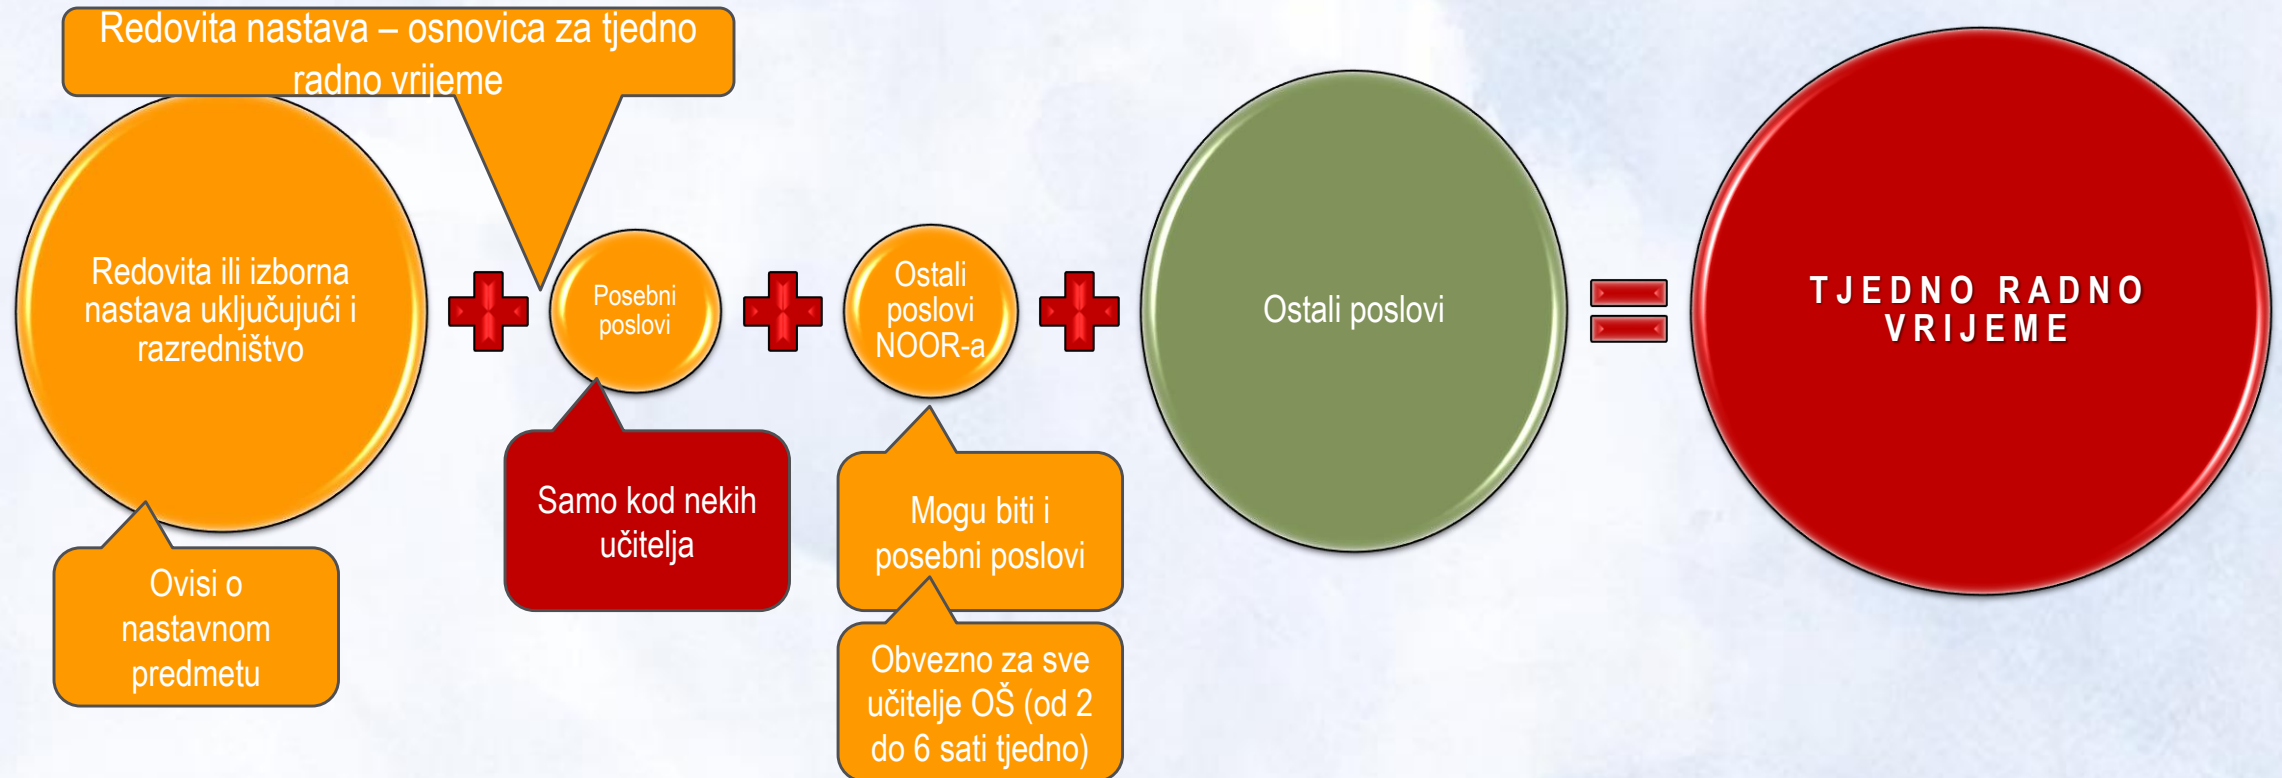 Redovita nastava – osnovica za tjedno
radno vrijeme
Redovita ili izborna
nastava uključujući i
razredništvo
Posebni
poslovi
Ostali
poslovi
NOOR-a
Ostali poslovi
TJEDNO RADNO
VRIJEME
Ovisi o
nastavnom
predmetu
Samo kod nekih
učitelja
Mogu biti i
posebni poslovi
Obvezno za sve
učitelje OŠ (od 2
do 6 sati tjedno)